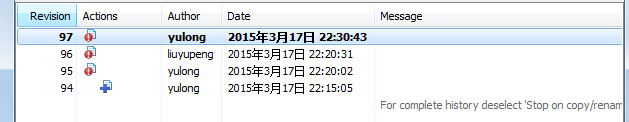 Revision Actions Author Date Message
97 yulong 2015年3月17日 22:30:43
96 liuyupeng 2015年3月17日 22:20:31
95 yulong 2015年3月17日 22:20:02
94 yulong 2015年3月17日 22:15:05
For complete history deselect 'Stop on copy/renam